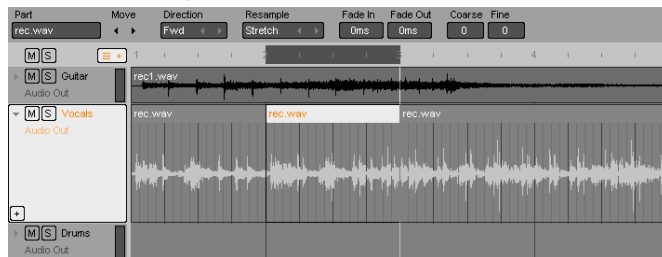 Part Move Direction Resample Fade In Fade Out Coarse Fine
rec.wav Fwd Stretch 0ms 0ms 0 0
M S 1 4
M S Guitar rec1.wav
Audio Out
M S Vocals rec.wav rec.wav rec.wav
Audio Out
+
M S Drums
Audio Out